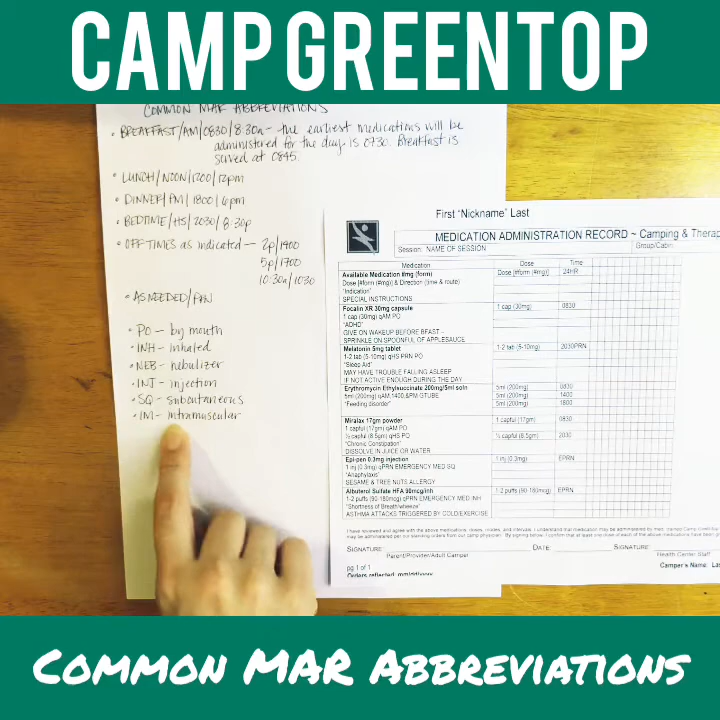 CAMP GREENTOP
COMMON MAR ABBREVIATIONS
• BREAKFAST/AM/0830/8:30a - the earliest medications will be
administered for the day is 0730. Breakfast is
served at 0845.
• LUNCH/NOON/1200/12pm
• DINNER/PM/1800/6pm
• BEDTIME/HS/2030/8:30p
• OFF TIMES as indicated - 2p/1400
5p/1700
10:30a/1030
• AS NEEDED/PRN
• PO - by mouth
• INH - inhaled
• NEB - nebulizer
• INJ - injection
• SQ - subcutaneous
• IM - intramuscular
First "Nickname" Last
MEDICATION ADMINISTRATION RECORD ~ Camping & Therap
Session: NAME OF SESSION Group/Cabin:
Medication Dose Time
Available Medication #mg (form) Dose [#form (#mg)] 24HR
Dose [#form (#mg)] & Direction (time & route)
"Indication"
SPECIAL INSTRUCTIONS
Focalin XR 30mg capsule 1 cap (30mg) 0830
1 cap (30mg) qAM PO
"ADHD"
GIVE ON WAKEUP BEFORE BFAST –
SPRINKLE ON SPOONFUL OF APPLESAUCE
Melatonin 5mg tablet 1-2 tab (5-10mg) 2030PRN
1-2 tab (5-10mg) qHS PRN PO
"Sleep Aid"
MAY HAVE TROUBLE FALLING ASLEEP
IF NOT ACTIVE ENOUGH DURING THE DAY
Erythromycin Ethylsuccinate 200mg/5ml soln 5ml (200mg) 0830
5ml (200mg) qAM,1400,&PM GTUBE 5ml (200mg) 1400
"Feeding disorder" 5ml (200mg) 1800
Miralax 17gm powder 1 capful (17gm) 0830
1 capful (17gm) qAM PO
½ capful (8.5gm) qHS PO ½ capful (8.5gm) 2030
"Chronic Constipation"
DISSOLVE IN JUICE OR WATER
Epi-pen 0.3mg injection 1 inj (0.3mg) EPRN
1 inj (0.3mg) qPRN EMERGENCY MED SQ
"Anaphylaxis"
SESAME & TREE NUTS ALLERGY
Albuterol Sulfate HFA 90mcg/inh 1-2 puffs (90-180mcg) EPRN
1-2 puffs (90-180mcg) qPRN EMERGENCY MED INH
"Shortness of Breath/wheeze"
ASTHMA ATTACKS TRIGGERED BY COLD/EXERCISE
SIGNATURE DATE: SIGNATURE
Parent/Provider/Adult Camper Health Center Staff
pg 1 of 1 Camper's Name: Las
Orders reflected: mm/dd/yyyy
COMMON MAR ABBREVIATIONS